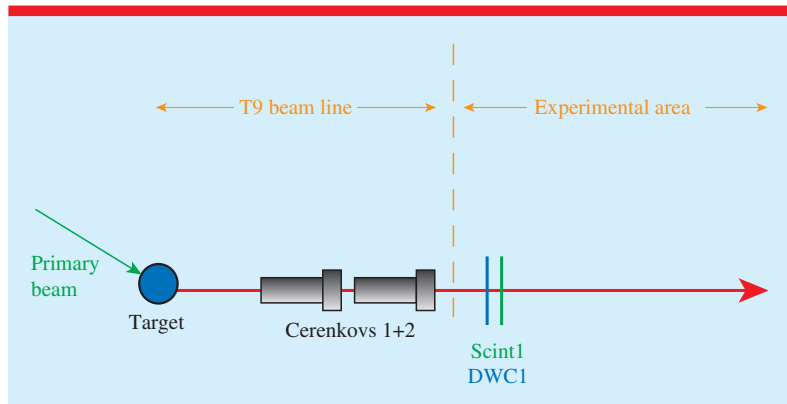 T9 beam line
Experimental area
Primary
beam
Target
Cerenkovs 1+2
Scint1
DWC1